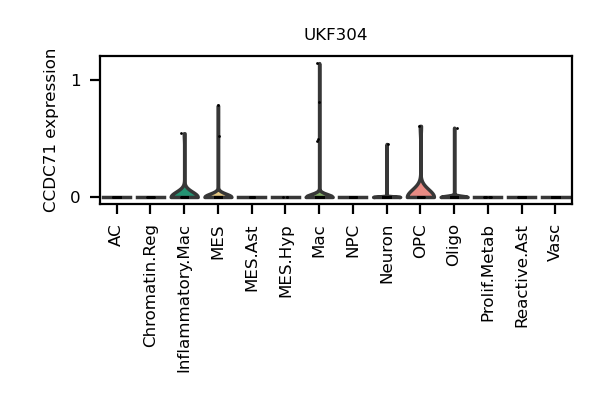 UKF304
CCDC71 expression
1
0
AC
Chromatin.Reg
Inflammatory.Mac
MES
MES.Ast
MES.Hyp
Mac
NPC
Neuron
OPC
Oligo
Prolif.Metab
Reactive.Ast
Vasc